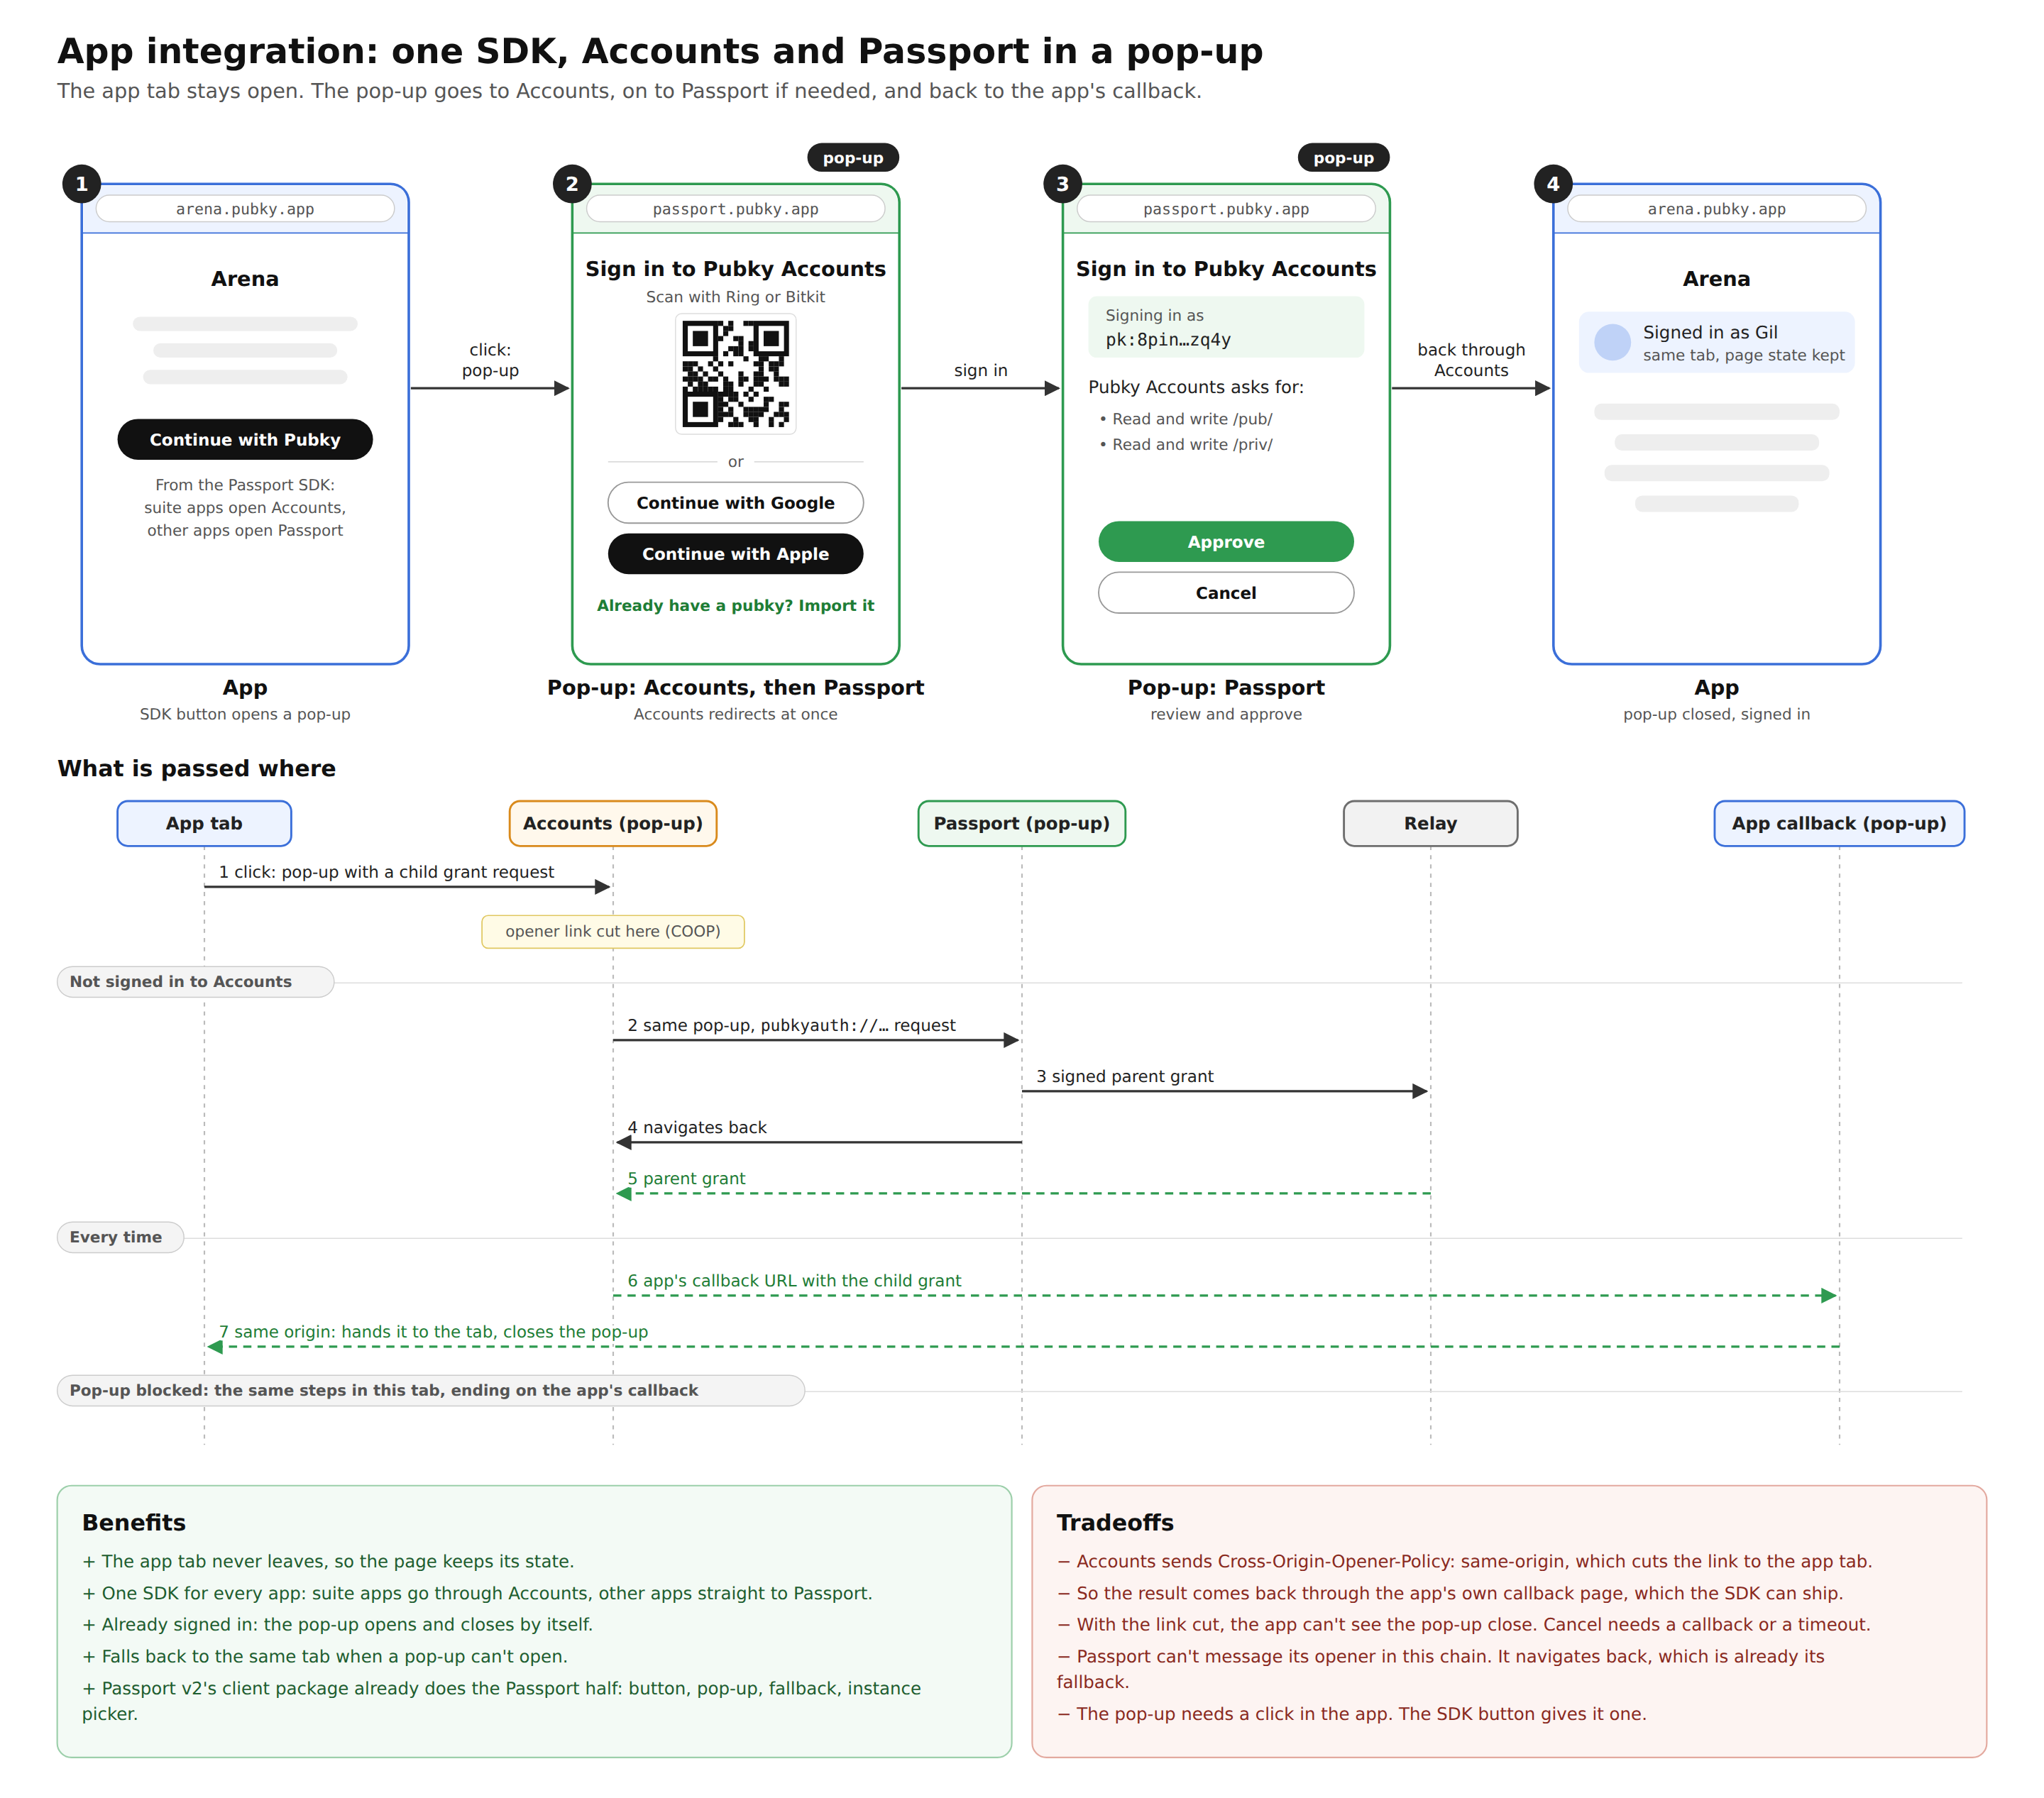 App integration: one SDK, Accounts and Passport in a pop-up
The app tab stays open. The pop-up goes to Accounts, on to Passport if needed, and back to the app's callback.
1
arena.pubky.app
Arena
Continue with Pubky
From the Passport SDK:
suite apps open Accounts,
other apps open Passport
App
SDK button opens a pop-up
click:
pop-up
pop-up
2
passport.pubky.app
Sign in to Pubky Accounts
Scan with Ring or Bitkit
or
Continue with Google
Continue with Apple
Already have a pubky? Import it
Pop-up: Accounts, then Passport
Accounts redirects at once
sign in
pop-up
3
passport.pubky.app
Sign in to Pubky Accounts
Signing in as
pk:8pin…zq4y
Pubky Accounts asks for:
• Read and write /pub/
• Read and write /priv/
Approve
Cancel
Pop-up: Passport
review and approve
back through
Accounts
4
arena.pubky.app
Arena
Signed in as Gil
same tab, page state kept
App
pop-up closed, signed in
What is passed where
App tab
Accounts (pop-up)
Passport (pop-up)
Relay
App callback (pop-up)
1 click: pop-up with a child grant request
opener link cut here (COOP)
Not signed in to Accounts
2 same pop-up, pubkyauth://… request
3 signed parent grant
4 navigates back
5 parent grant
Every time
6 app's callback URL with the child grant
7 same origin: hands it to the tab, closes the pop-up
Pop-up blocked: the same steps in this tab, ending on the app's callback
Benefits
+ The app tab never leaves, so the page keeps its state.
+ One SDK for every app: suite apps go through Accounts, other apps straight to Passport.
+ Already signed in: the pop-up opens and closes by itself.
+ Falls back to the same tab when a pop-up can't open.
+ Passport v2's client package already does the Passport half: button, pop-up, fallback, instance
picker.
Tradeoffs
− Accounts sends Cross-Origin-Opener-Policy: same-origin, which cuts the link to the app tab.
− So the result comes back through the app's own callback page, which the SDK can ship.
− With the link cut, the app can't see the pop-up close. Cancel needs a callback or a timeout.
− Passport can't message its opener in this chain. It navigates back, which is already its
fallback.
− The pop-up needs a click in the app. The SDK button gives it one.